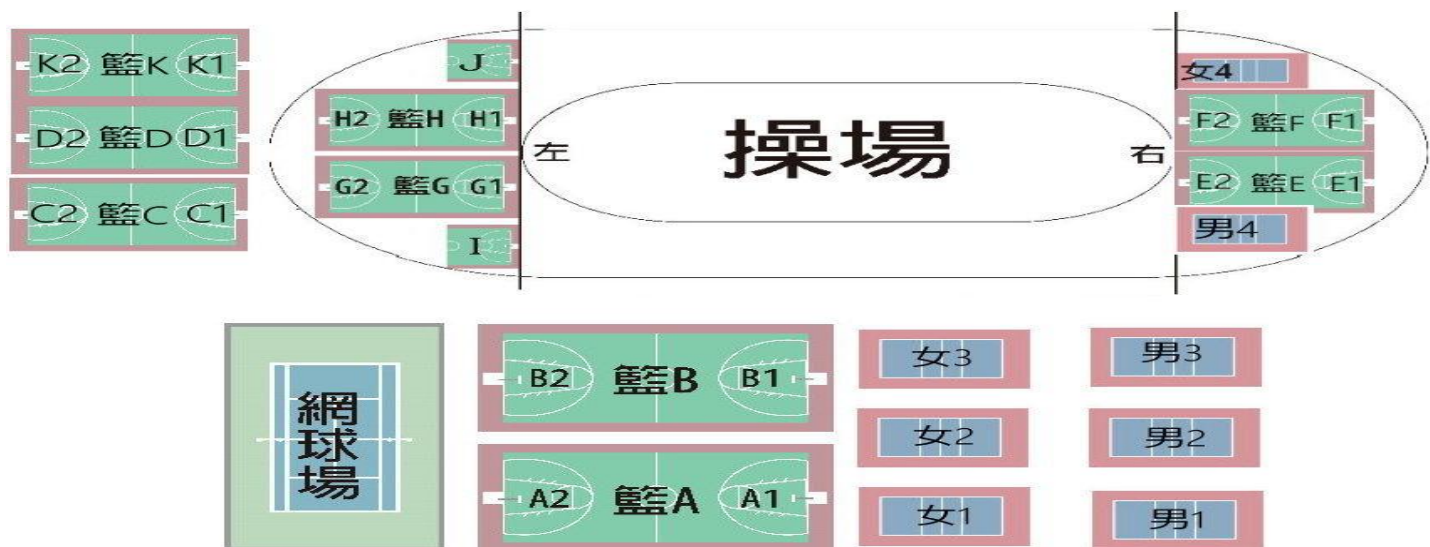 K2 籃K K1
D2 籃D D1
C2 籃C C1
J
H2 籃H H1
G2 籃G G1
I
左
操場
右
女4
F2 籃F F1
E2 籃E E1
男4
網球場
B2 籃B B1
A2 籃A A1
女3
女2
女1
男3
男2
男1